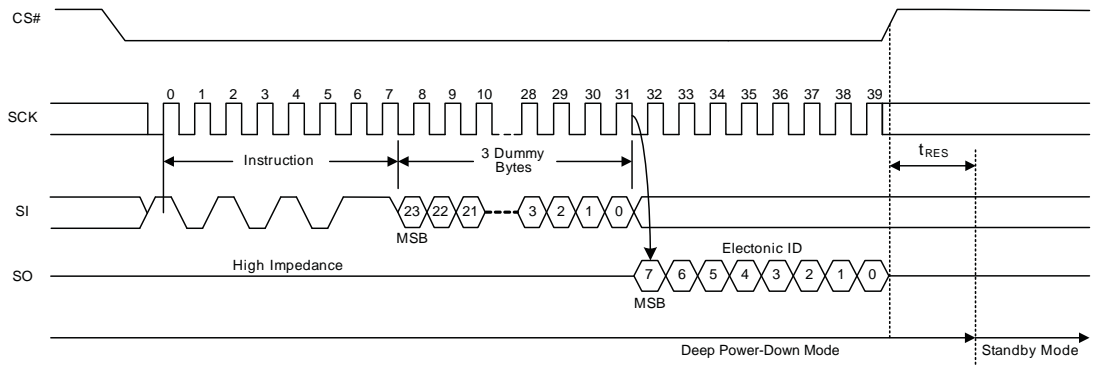 CS#
SCK
0 1 2 3 4 5 6 7 8 9 10 28 29 30 31 32 33 34 35 36 37 38 39
Instruction
3 Dummy
Bytes
tRES
SI
23 22 21 3 2 1 0
MSB
Electonic ID
High Impedance
SO
7 6 5 4 3 2 1 0
MSB
Deep Power-Down Mode
Standby Mode